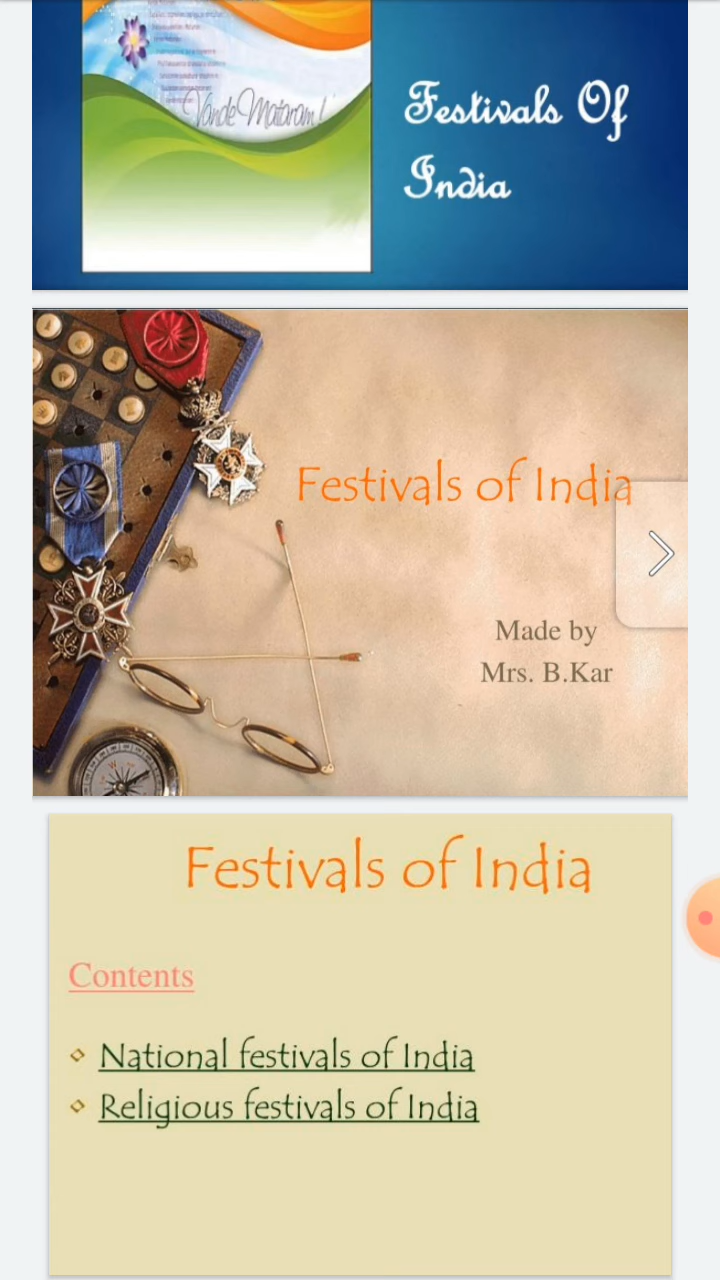 Vande Mataram!
Festivals Of
India
Festivals of India
Made by
Mrs. B.Kar
Festivals of India
Contents
National festivals of India
Religious festivals of India